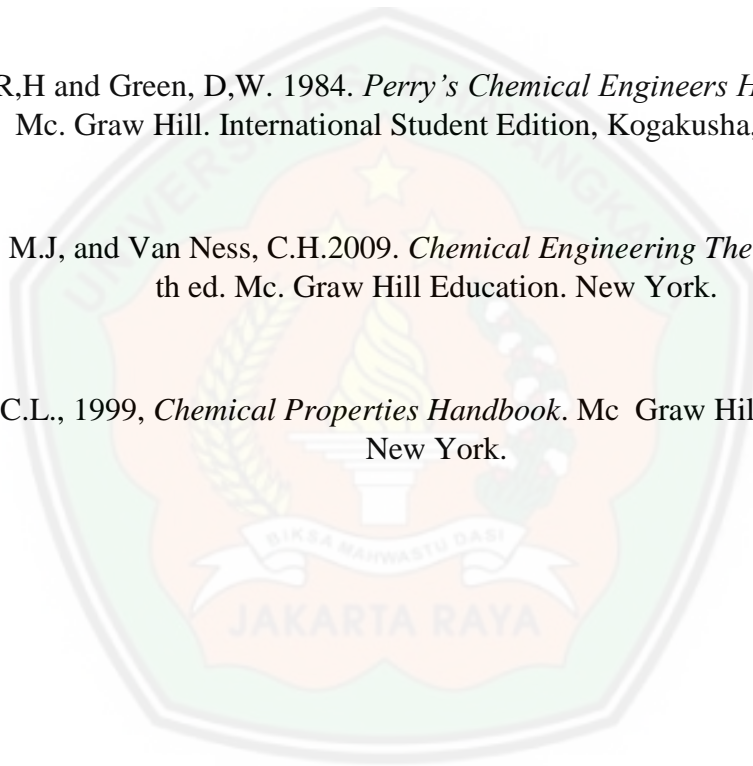 R,H and Green, D,W. 1984. Perry’s Chemical Engineers H
Mc. Graw Hill. International Student Edition, Kogakusha,
M.J, and Van Ness, C.H.2009. Chemical Engineering The
th ed. Mc. Graw Hill Education. New York.
C.L., 1999, Chemical Properties Handbook. Mc Graw Hil
New York.
UNIVERSITAS BHAYANGKARA
BIKSA MAHWASTU DASI
JAKARTA RAYA